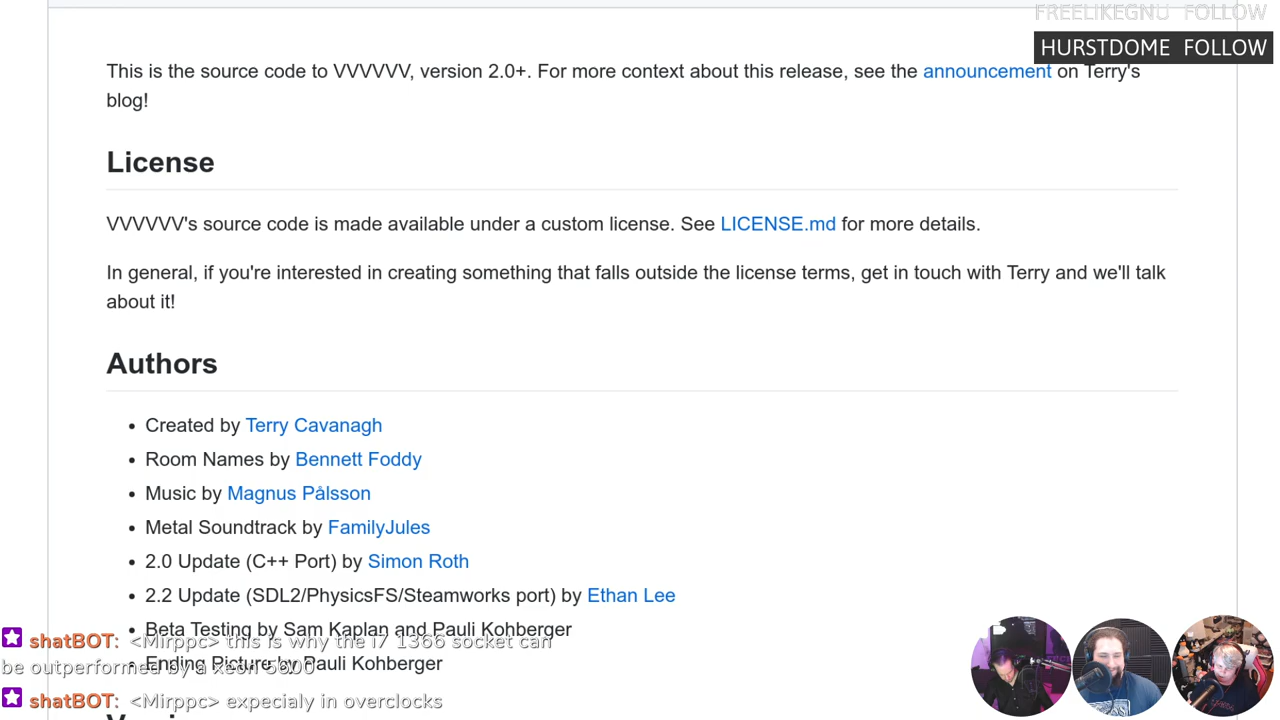 FREELIKEGNU FOLLOW
HURSTDOME FOLLOW
This is the source code to VVVVVV, version 2.0+. For more context about this release, see the announcement on Terry's
blog!
License
VVVVVV's source code is made available under a custom license. See LICENSE.md for more details.
In general, if you're interested in creating something that falls outside the license terms, get in touch with Terry and we'll talk
about it!
Authors
• Created by Terry Cavanagh
• Room Names by Bennett Foddy
• Music by Magnus Pålsson
• Metal Soundtrack by FamilyJules
• 2.0 Update (C++ Port) by Simon Roth
• 2.2 Update (SDL2/PhysicsFS/Steamworks port) by Ethan Lee
• Beta Testing by Sam Kaplan and Pauli Kohberger
shatBOT: <Mirppc> this is why the i7 1366 socket can
• Ending Picture by Pauli Kohberger
be outperformed by a xeon 5600
shatBOT: <Mirppc> expecialy in overclocks